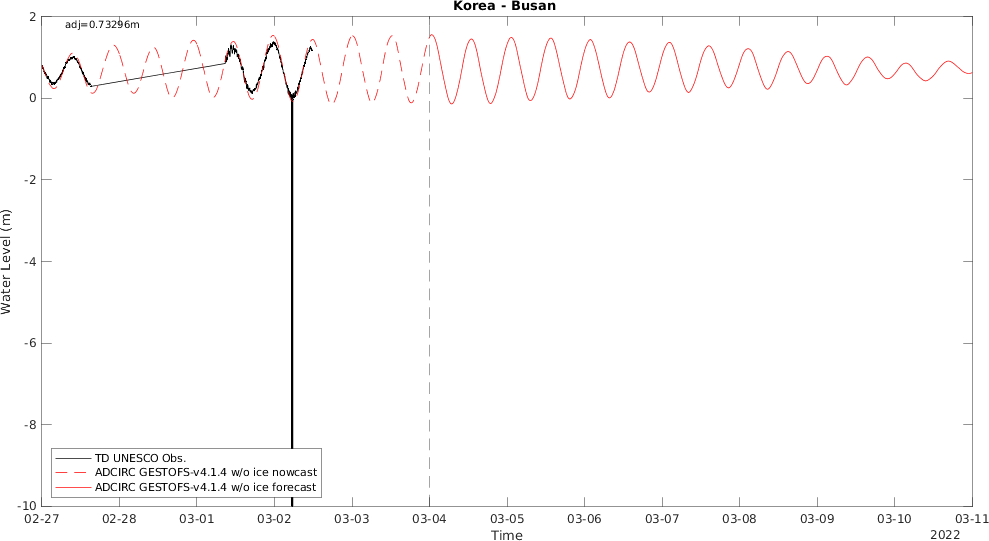 Korea - Busan
adj=0.73296m
2
0
-2
-4
-6
-8
-10
Water Level (m)
TD UNESCO Obs.
ADCIRC GESTOFS-v4.1.4 w/o ice nowcast
ADCIRC GESTOFS-v4.1.4 w/o ice forecast
02-27 02-28 03-01 03-02 03-03 03-04 03-05 03-06 03-07 03-08 03-09 03-10 03-11
Time
2022